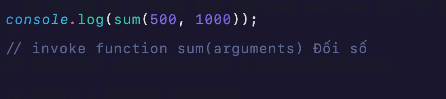 console.log(sum(500, 1000));
// invoke function sum(arguments) Đối số